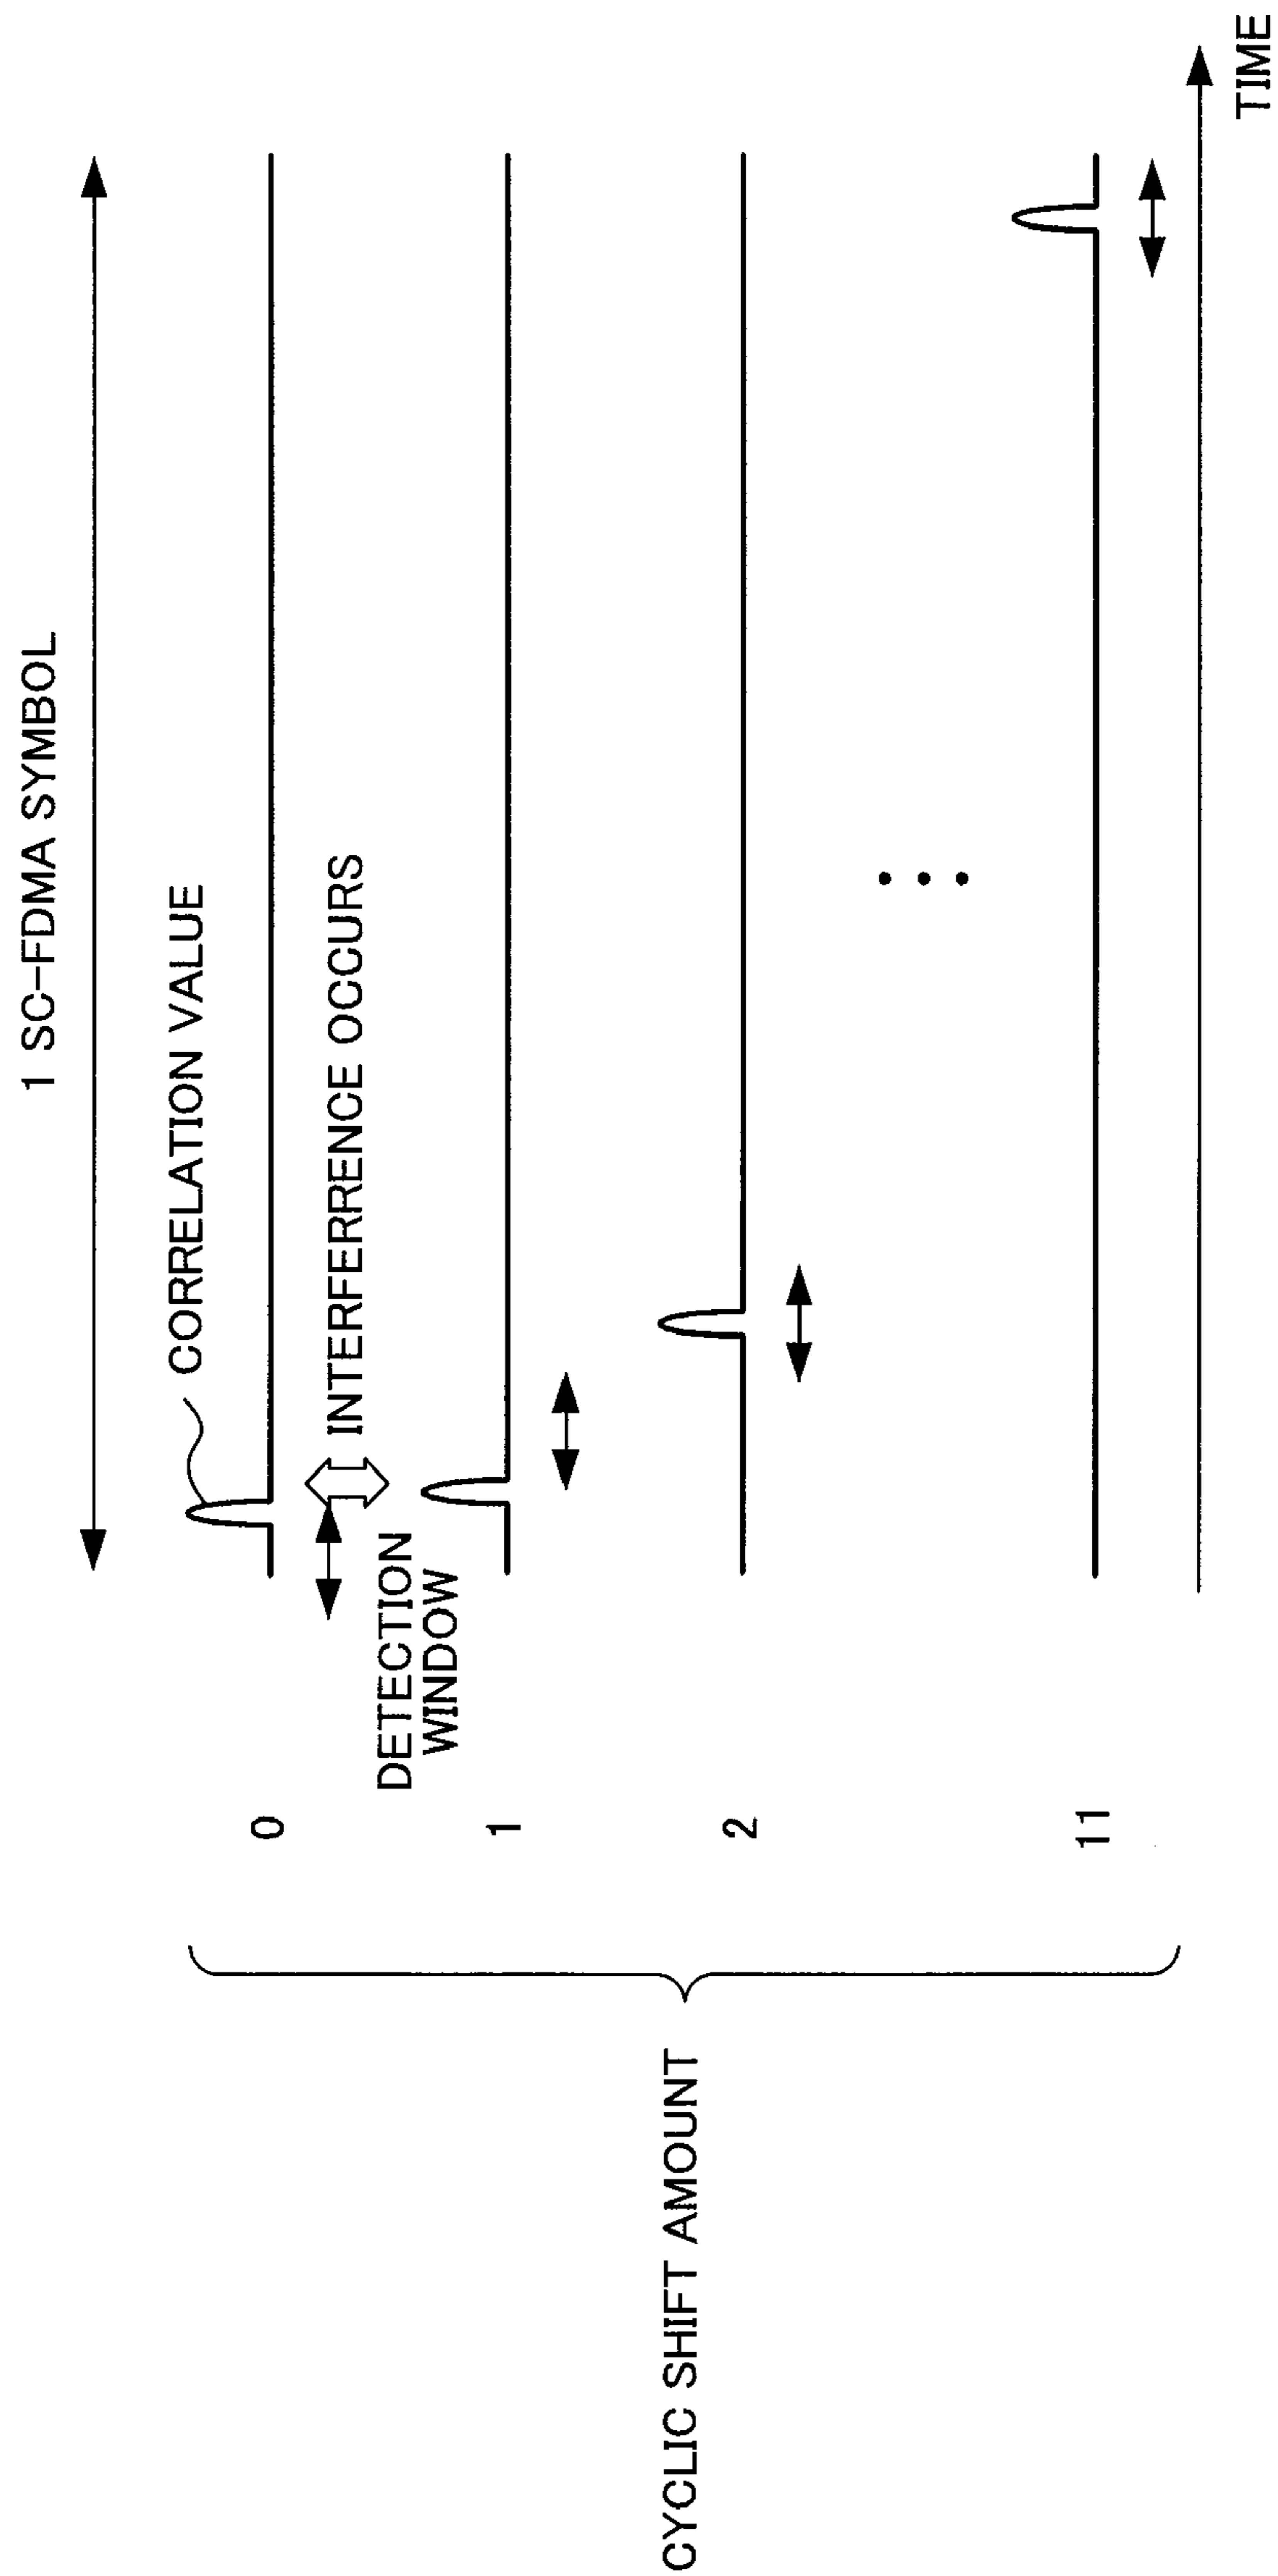 1 SC-FDMA SYMBOL
CORRELATION VALUE
INTERFERRENCE OCCURS
DETECTION
WINDOW
0
1
2
11
CYCLIC SHIFT AMOUNT
TIME